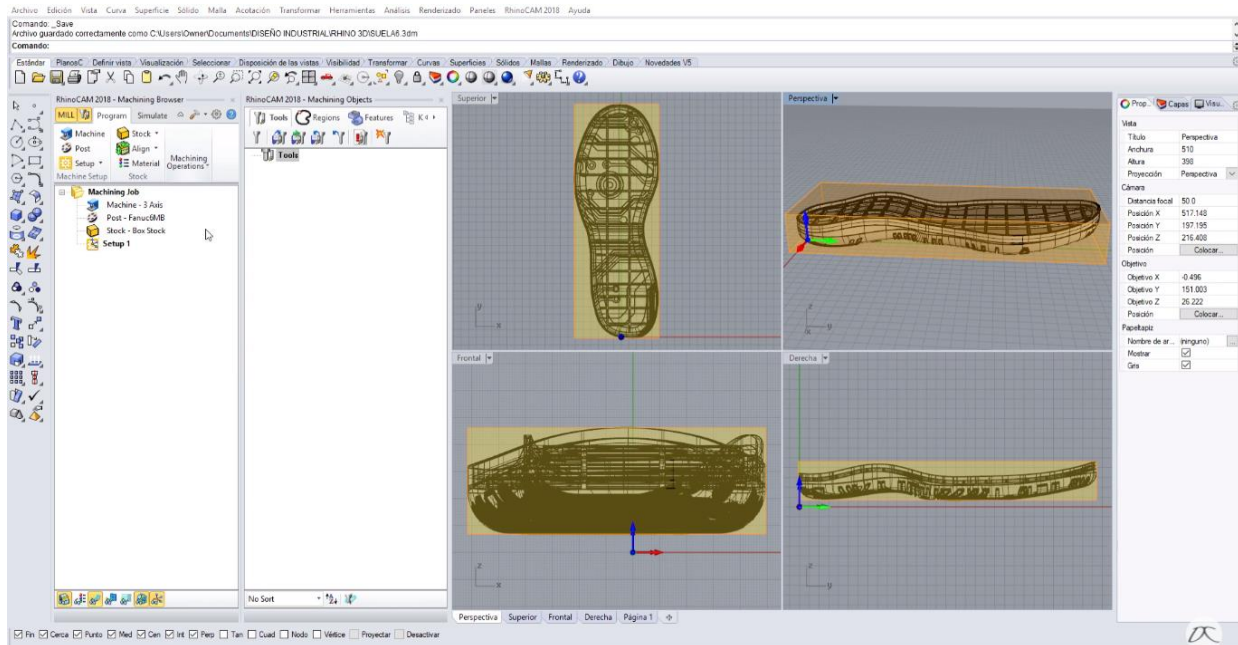 Archivo Edición Vista Curva Superficie Sólido Malla Acotación Transformar Herramientas Análisis Renderizado Paneles RhinoCAM 2018 Ayuda
Comando: _Save
Archivo guardado correctamente como C:\Users\Owner\Documents\DISEÑO INDUSTRIAL\RHINO 3D\SUELA6.3dm
Comando:
Estándar PlanosC Definir vista Visualización Seleccionar Disposición de las vistas Visibilidad Transformar Curvas Superficies Sólidos Mallas Renderizado Dibujo Novedades V5
RhinoCAM 2018 - Machining Browser
MILL Program Simulate
Machine Stock
Post Align
Setup Material
Machining Operations
Machine Setup Stock
Machining Job
Machine - 3 Axis
Post - Fanuc6MB
Stock - Box Stock
Setup 1
RhinoCAM 2018 - Machining Objects
Tools Regions Features
Tools
No Sort
Superior
Perspectiva
Frontal
Derecha
y
x
z
y
x
z
x
z
y
Perspectiva Superior Frontal Derecha Página 1
Prop... Capas Visu...
Vista
Título Perspectiva
Anchura 510
Altura 398
Proyección Perspectiva
Cámara
Distancia focal 50.0
Posición X 517.148
Posición Y 197.195
Posición Z 216.408
Posición Colocar...
Objetivo
Objetivo X -0.496
Objetivo Y 151.003
Objetivo Z 26.222
Posición Colocar...
Papeltapiz
Nombre de ar... (ninguno) ...
Mostrar
Gris
Fin Cerca Punto Med Cen Int Perp Tan Cuad Nodo Vértice Proyectar Desactivar